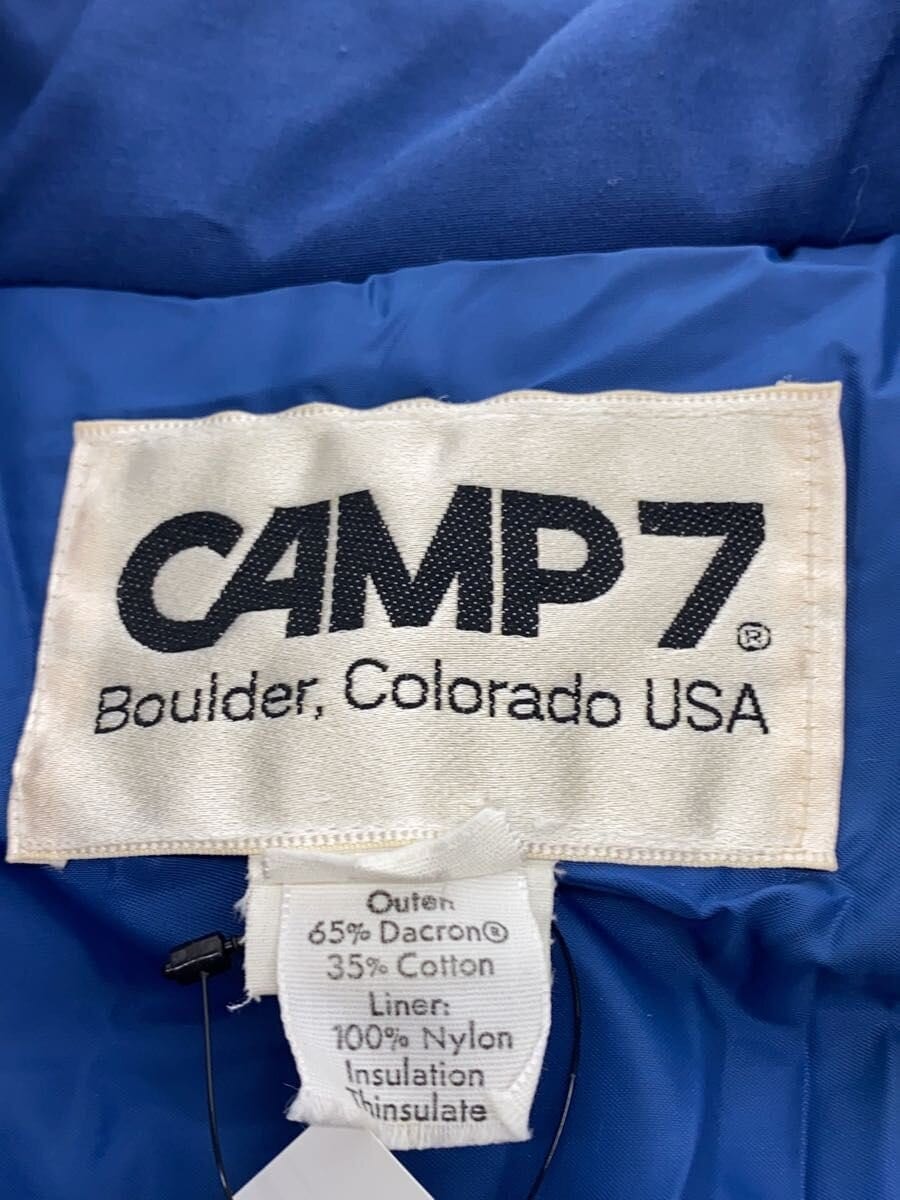 CAMP 7®
Boulder, Colorado USA
Outer:
65% Dacron®
35% Cotton
Liner:
100% Nylon
Insulation
Thinsulate